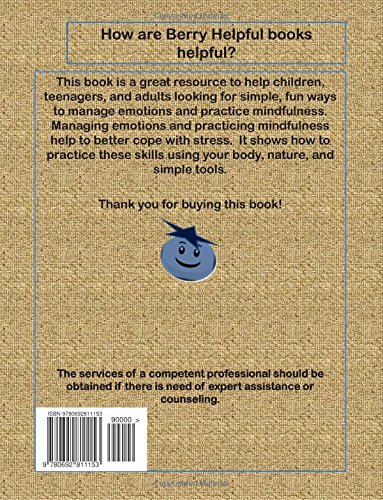 Copyrighted Material
How are Berry Helpful books
helpful?
This book is a great resource to help children,
teenagers, and adults looking for simple, fun ways
to manage emotions and practice mindfulness.
Managing emotions and practicing mindfulness
help to better cope with stress.  It shows how to
practice these skills using your body, nature, and
simple tools.
Thank you for buying this book!
The services of a competent professional should be
obtained if there is need of expert assistance or
counseling.
ISBN 9780692811153
90000 >
9 780692 811153
Copyrighted Material